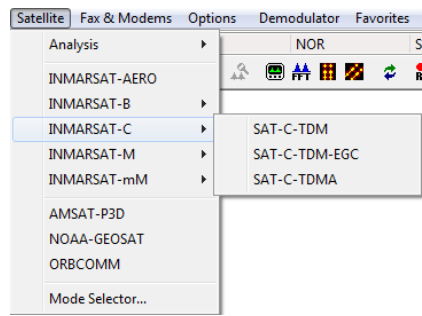 Satellite Fax & Modems Options Demodulator Favorites
Analysis NOR S
FFT R
INMARSAT-AERO
INMARSAT-B
INMARSAT-C SAT-C-TDM
INMARSAT-M SAT-C-TDM-EGC
INMARSAT-mM SAT-C-TDMA
AMSAT-P3D
NOAA-GEOSAT
ORBCOMM
Mode Selector...